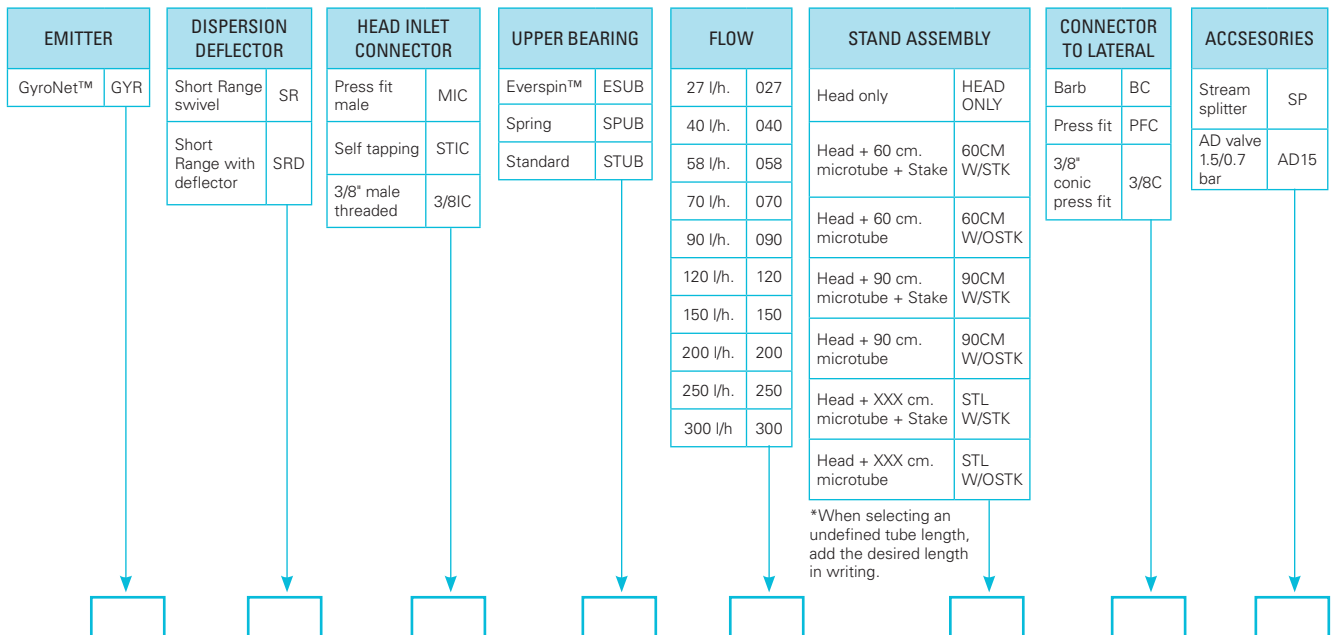 EMITTER
GyroNet™ GYR
DISPERSION
DEFLECTOR
Short Range
swivel SR
Short
Range with
deflector SRD
HEAD INLET
CONNECTOR
Press fit
male MIC
Self tapping STIC
3/8" male
threaded 3/8IC
UPPER BEARING
Everspin™ ESUB
Spring SPUB
Standard STUB
FLOW
27 l/h. 027
40 l/h. 040
58 l/h. 058
70 l/h. 070
90 l/h. 090
120 l/h. 120
150 l/h. 150
200 l/h. 200
250 l/h. 250
300 l/h 300
STAND ASSEMBLY
Head only HEAD
ONLY
Head + 60 cm. 60CM
microtube + Stake W/STK
Head + 60 cm. 60CM
microtube W/OSTK
Head + 90 cm. 90CM
microtube + Stake W/STK
Head + 90 cm. 90CM
microtube W/OSTK
Head + XXX cm. STL
microtube + Stake W/STK
Head + XXX cm. STL
microtube W/OSTK
*When selecting an
undefined tube length,
add the desired length
in writing.
CONNECTOR
TO LATERAL
Barb BC
Press fit PFC
3/8"
conic 3/8C
press fit
ACCSESORIES
Stream
splitter SP
AD valve
1.5/0.7 AD15
bar